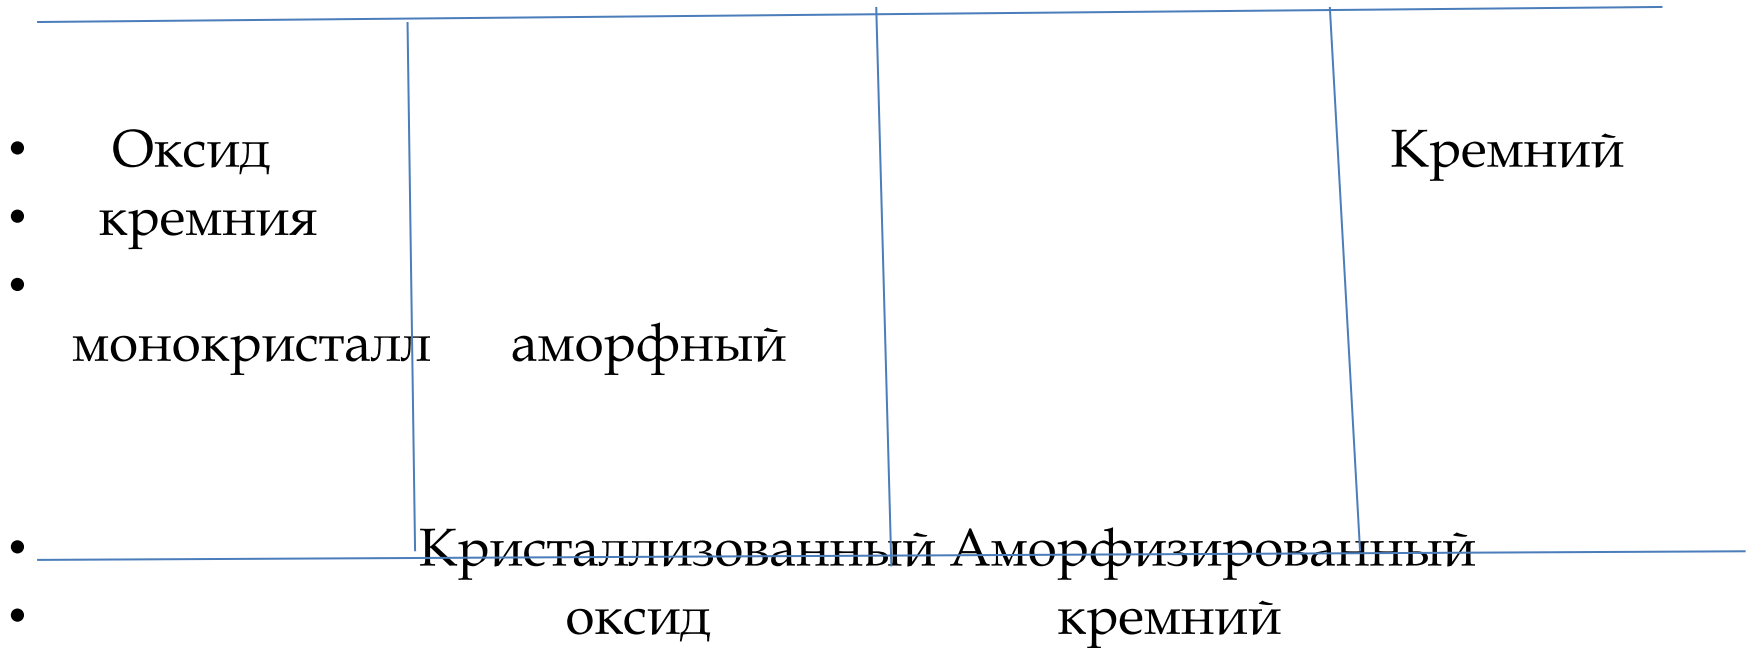 • Оксид Кремний
• кремния
•
монокристалл аморфный
• Кристаллизованный Аморфизированный
• оксид кремний